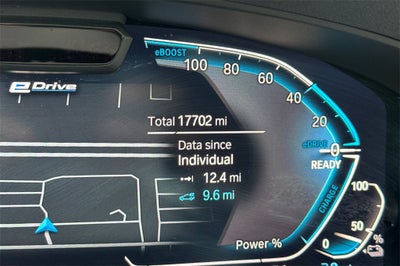 eBOOST
100 80 60 40 20 0
eDrive
Total 17702 mi
eDRIVE
Data since
Individual
READY
12.4 mi
9.6 mi
CHARGE
100
50
0
Power %